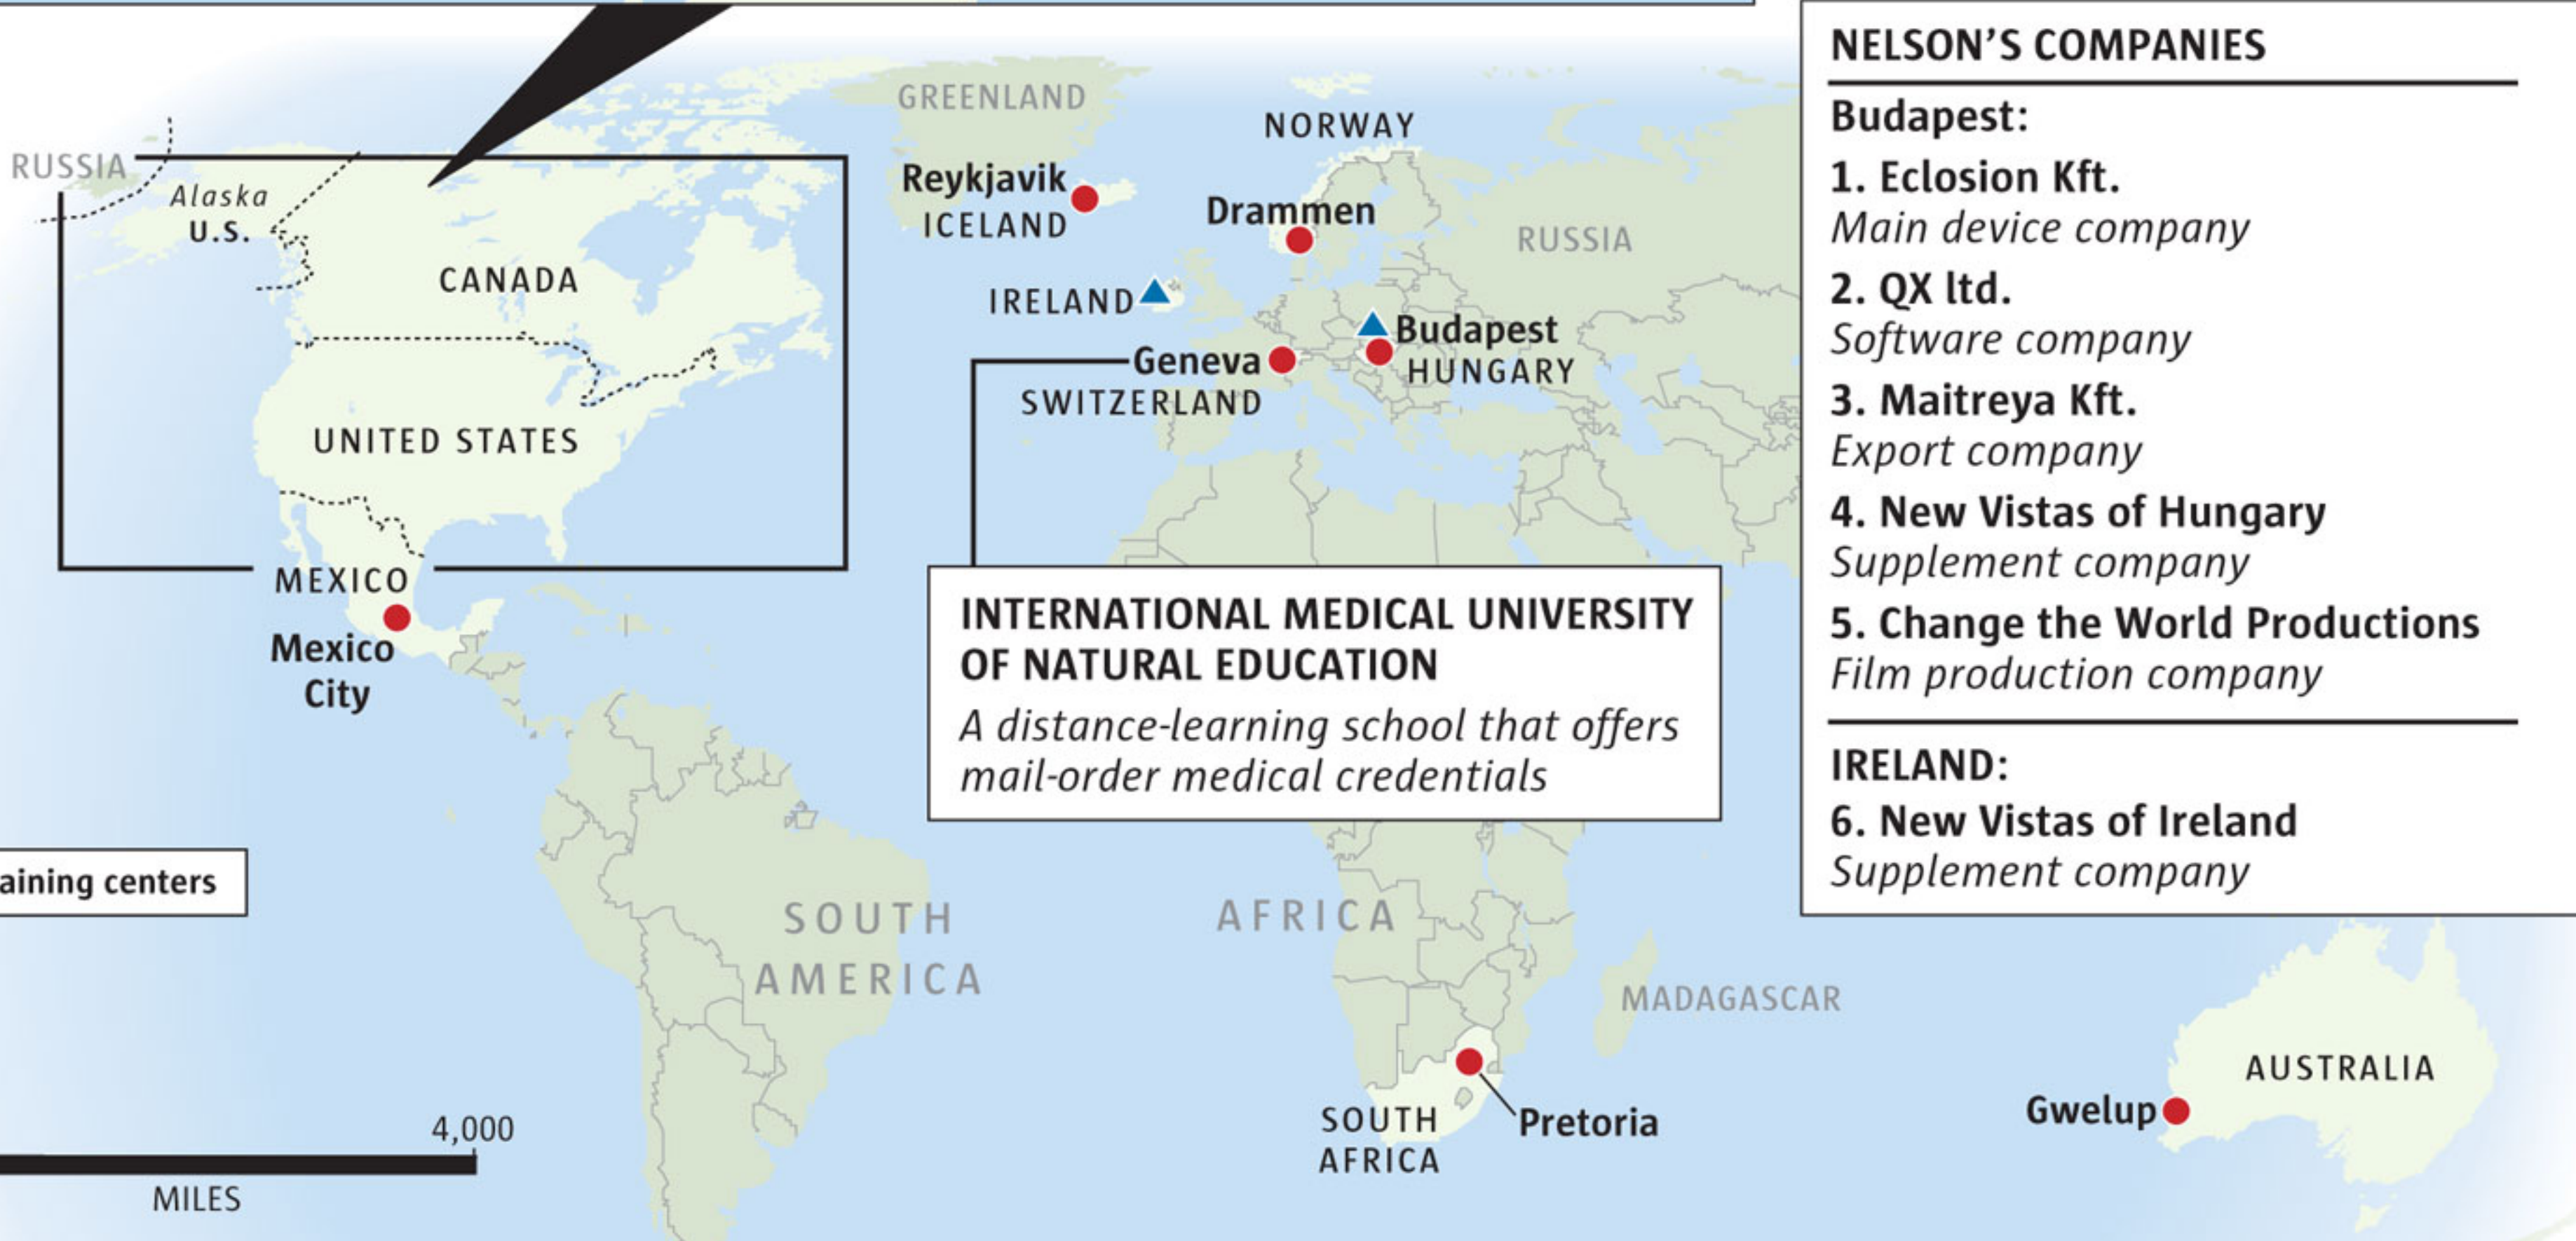 GREENLAND
NORWAY
RUSSIA
Alaska
U.S.
Reykjavik
ICELAND
Drammen
RUSSIA
CANADA
IRELAND
Budapest
HUNGARY
Geneva
SWITZERLAND
UNITED STATES
MEXICO
Mexico
City
INTERNATIONAL MEDICAL UNIVERSITY
OF NATURAL EDUCATION
A distance-learning school that offers
mail-order medical credentials
aining centers
SOUTH
AMERICA
AFRICA
MADAGASCAR
SOUTH
AFRICA
Pretoria
AUSTRALIA
Gwelup
4,000
MILES
NELSON'S COMPANIES
Budapest:
1. Eclosion Kft.
Main device company
2. QX ltd.
Software company
3. Maitreya Kft.
Export company
4. New Vistas of Hungary
Supplement company
5. Change the World Productions
Film production company
IRELAND:
6. New Vistas of Ireland
Supplement company